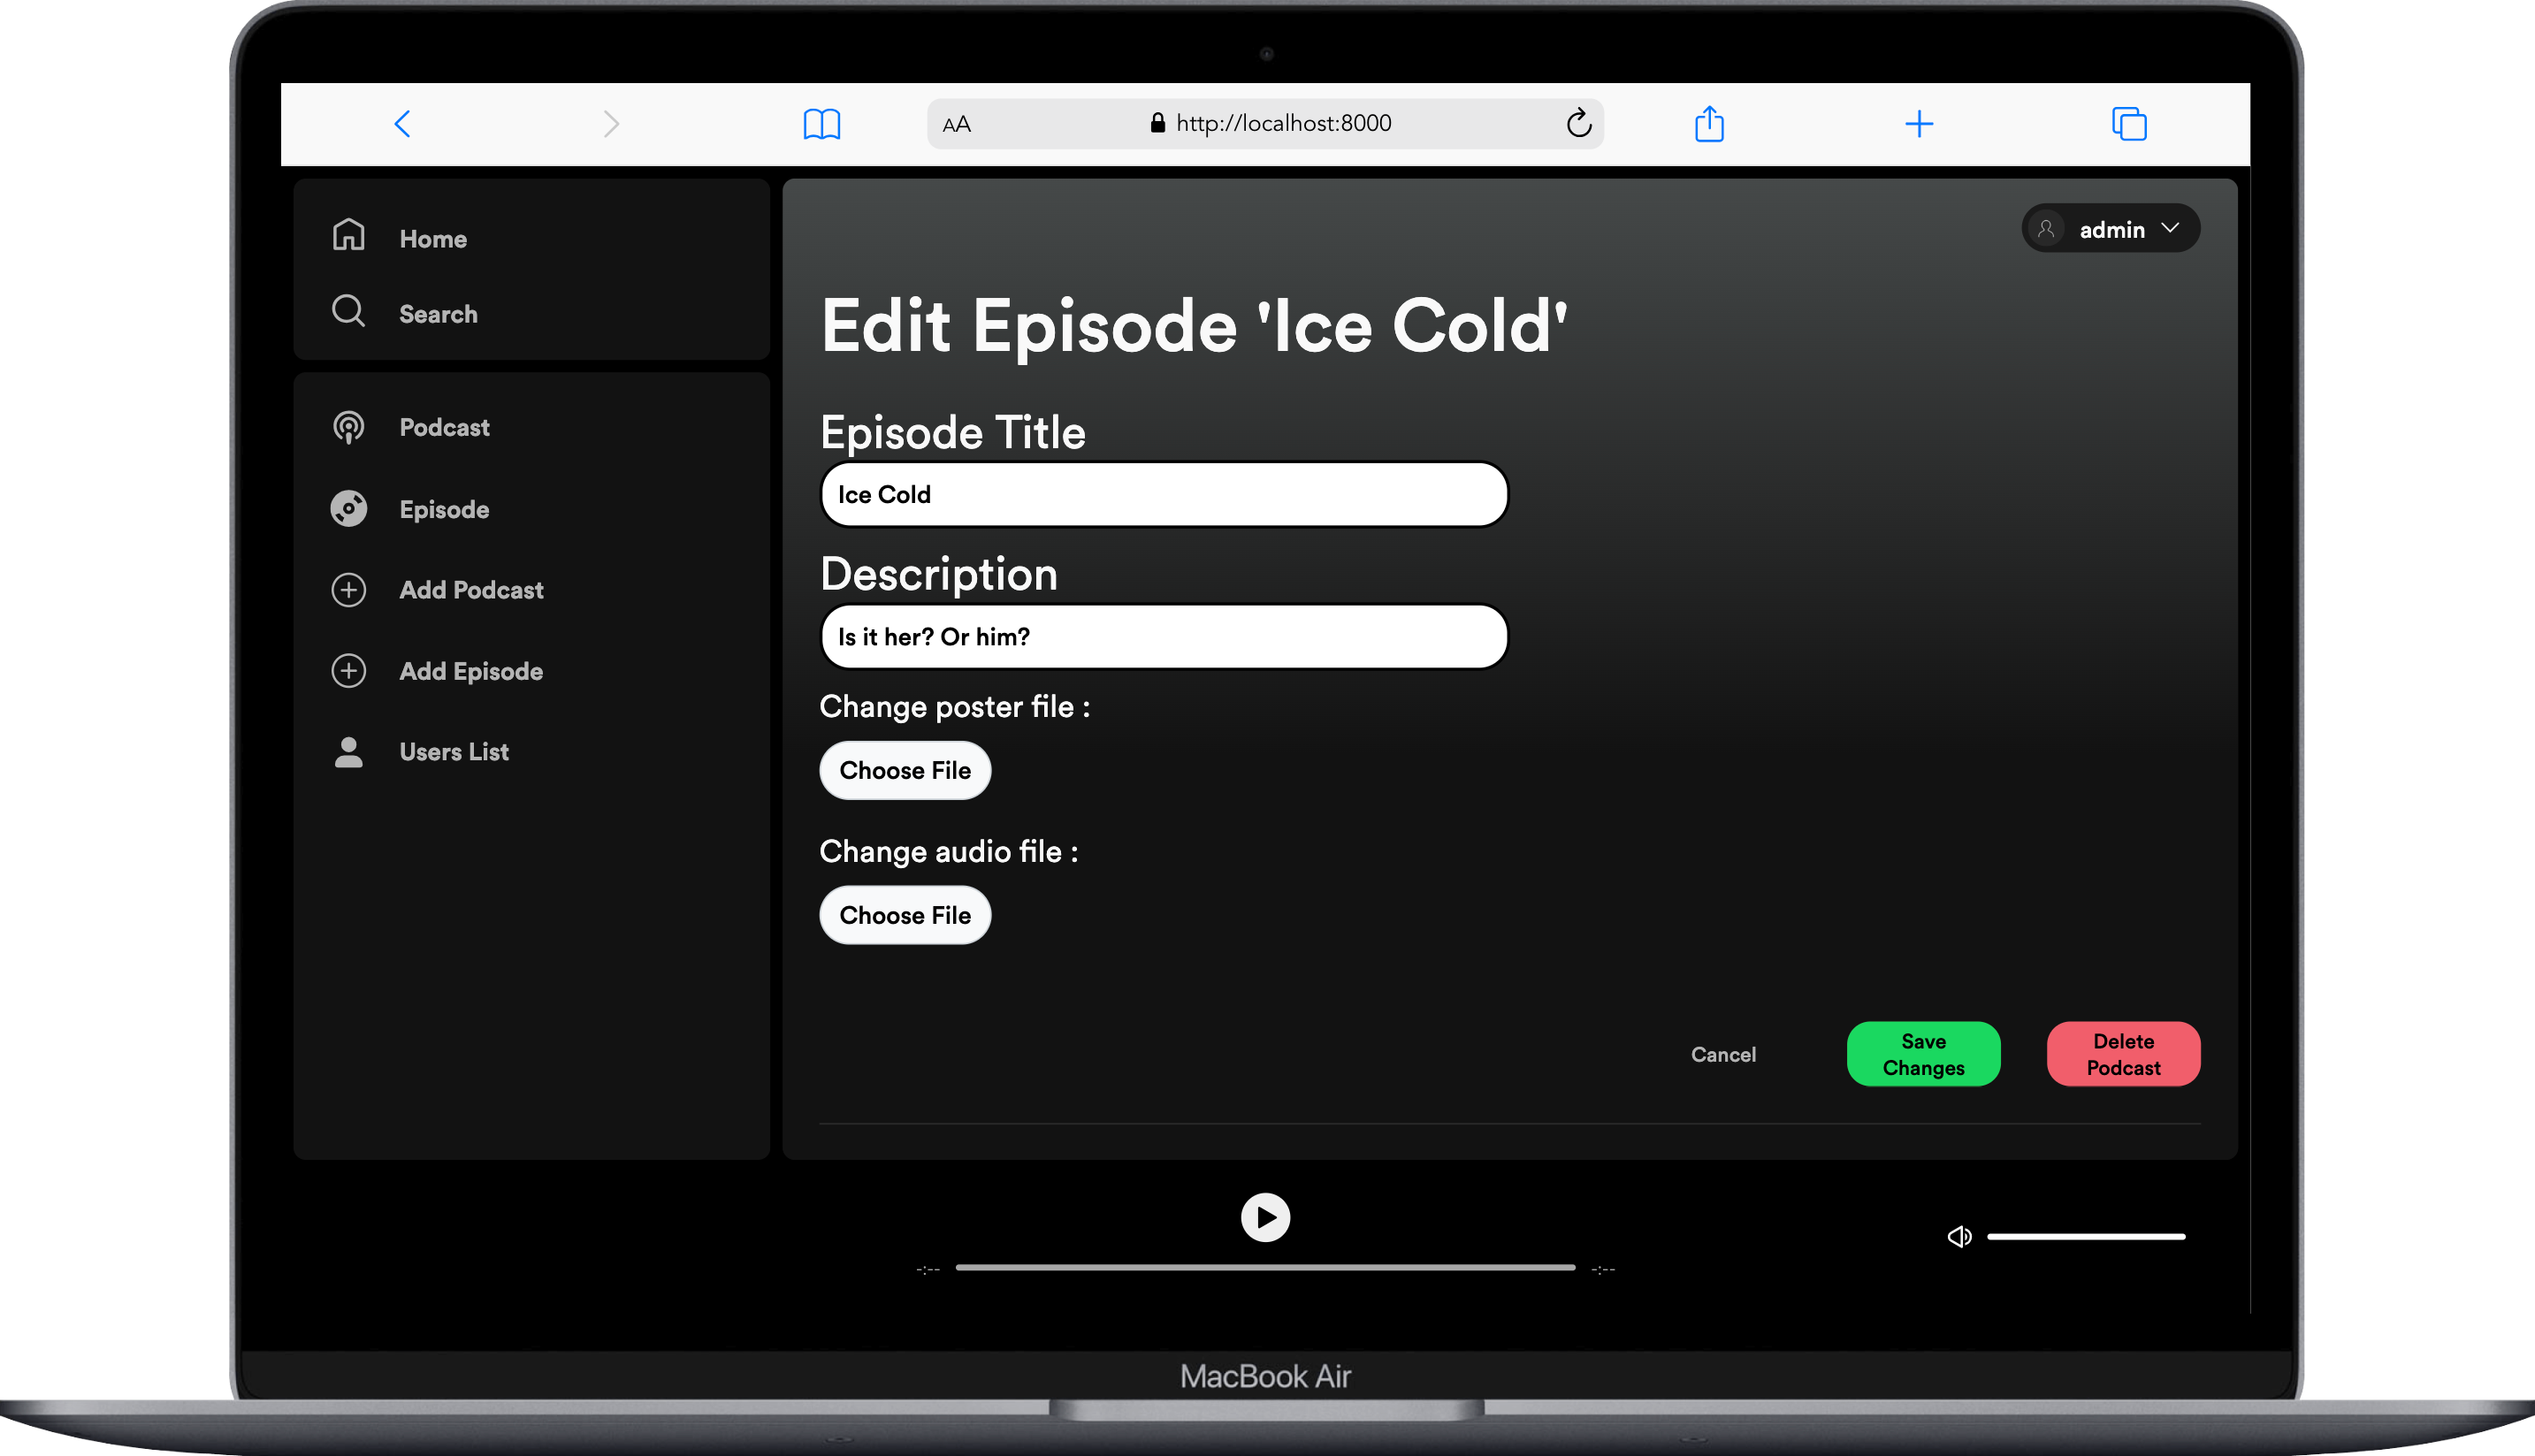 AA
http://localhost:8000
Home
Search
Podcast
Episode
Add Podcast
Add Episode
Users List
admin
Edit Episode 'Ice Cold'
Episode Title
Ice Cold
Description
Is it her? Or him?
Change poster file :
Choose File
Change audio file :
Choose File
Cancel
Save
Changes
Delete
Podcast
-:--
-:--
MacBook Air